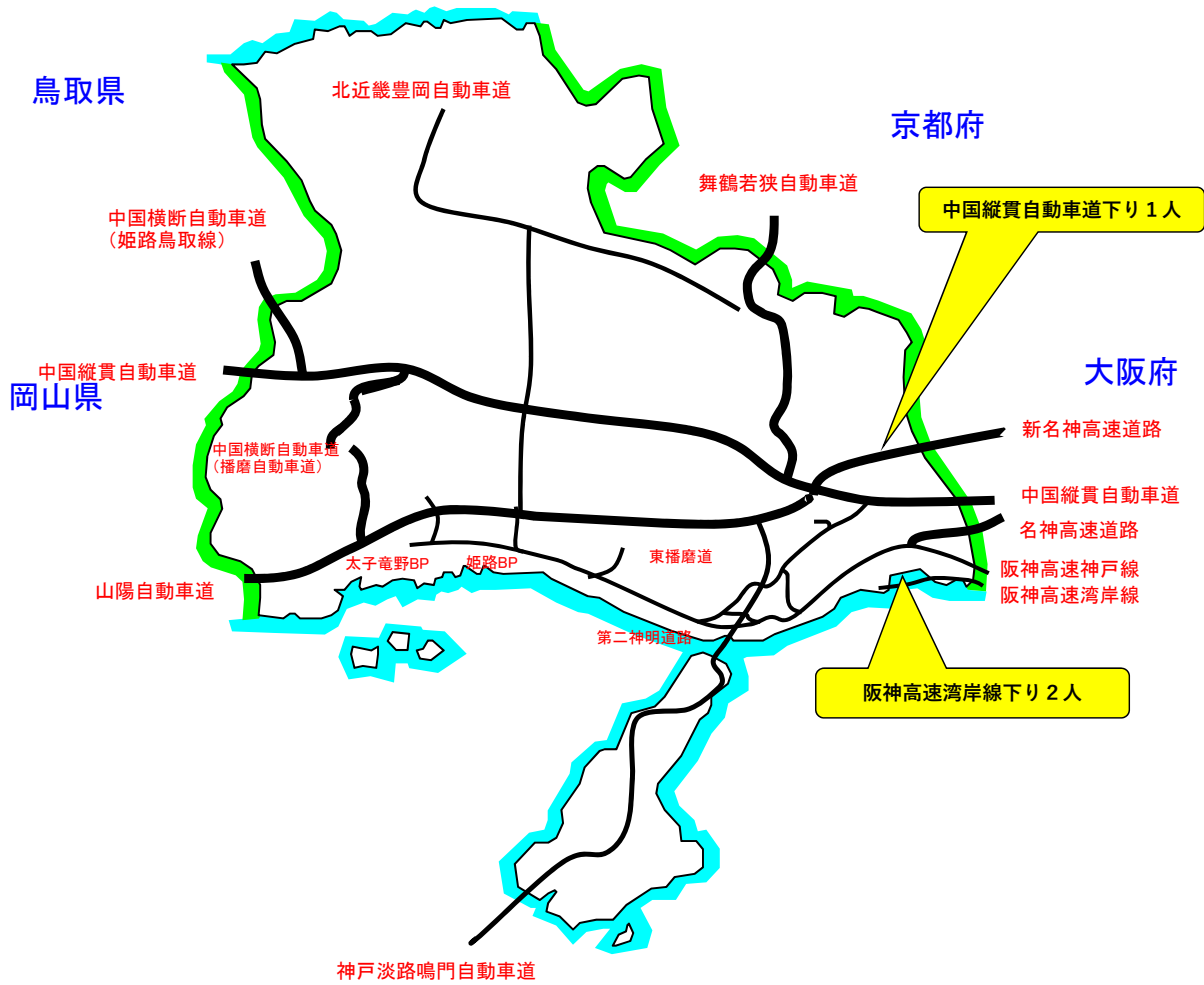 鳥取県
北近畿豊岡自動車道
京都府
舞鶴若狭自動車道
中国縦貫自動車道下り１人
中国横断自動車道
（姫路鳥取線）
中国縦貫自動車道
岡山県
大阪府
新名神高速道路
中国横断自動車道
（播磨自動車道）
中国縦貫自動車道
名神高速道路
太子竜野BP
姫路BP
東播磨道
阪神高速神戸線
山陽自動車道
阪神高速湾岸線
第二神明道路
阪神高速湾岸線下り２人
神戸淡路鳴門自動車道